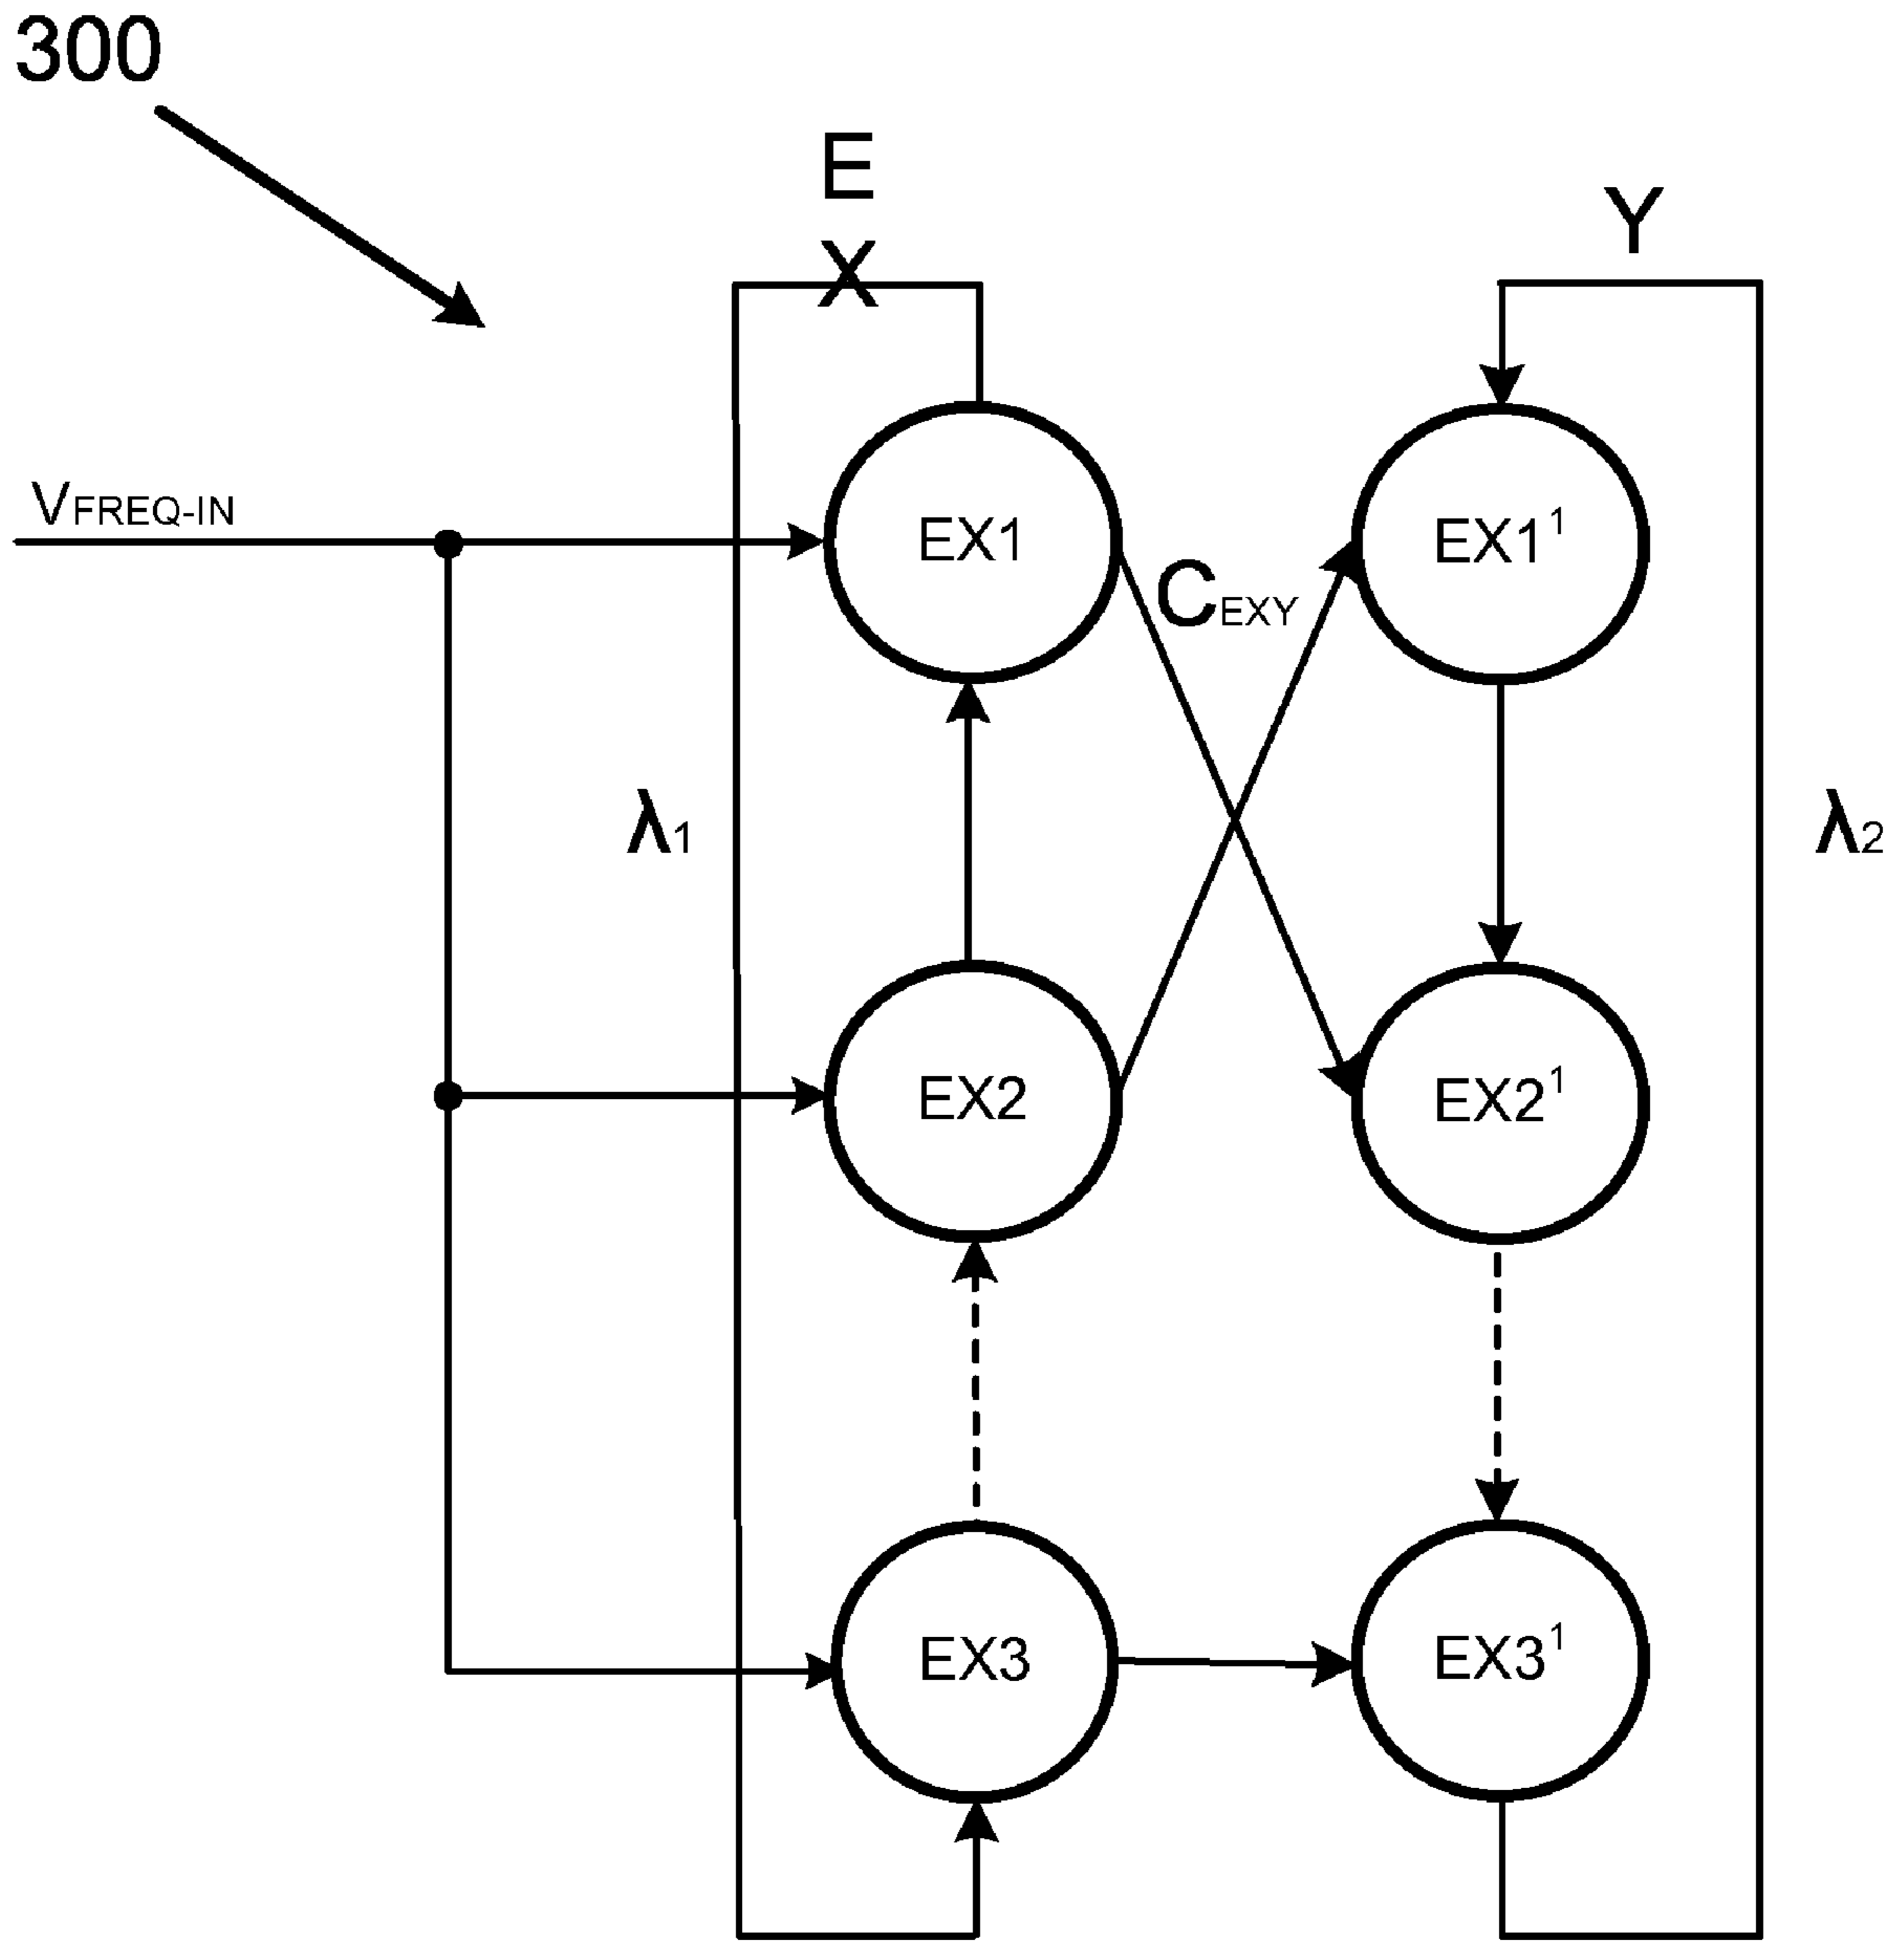 300
E
X
Y
VFREQ-IN
EX1
EX1¹
CEXY
λ1
λ2
EX2
EX2¹
EX3
EX3¹